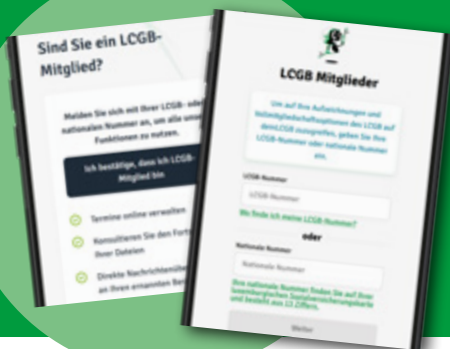 Sind Sie ein LCGB-
Mitglied?
Melden Sie sich mit Ihrer LCGB- oder
nationalen Nummer an, um alle
Funktionen zu nutzen.
Ich bestätige, dass ich LCGB-
Mitglied bin
Termine online verwalten
Konsultieren Sie den
Ihrer Dateien
Direkte
an Ihren ernannten
LCGB Mitglieder
Um auf Ihre Aufzeichnungen und
des LCGB auf
zuzugreifen, geben Sie Ihre
LCGB-Nummer oder nationale Nummer
ein.
LCGB-Nummer
LCGB-Nummer
Wo finde ich meine LCGB-Nummer?
oder
Nationale Nummer
Nationale Nummer
Ihre nationale Nummer finden Sie auf Ihrer
luxemburgischen Sozialversicherungskarte
und besteht aus 13 Ziffern.
Weiter